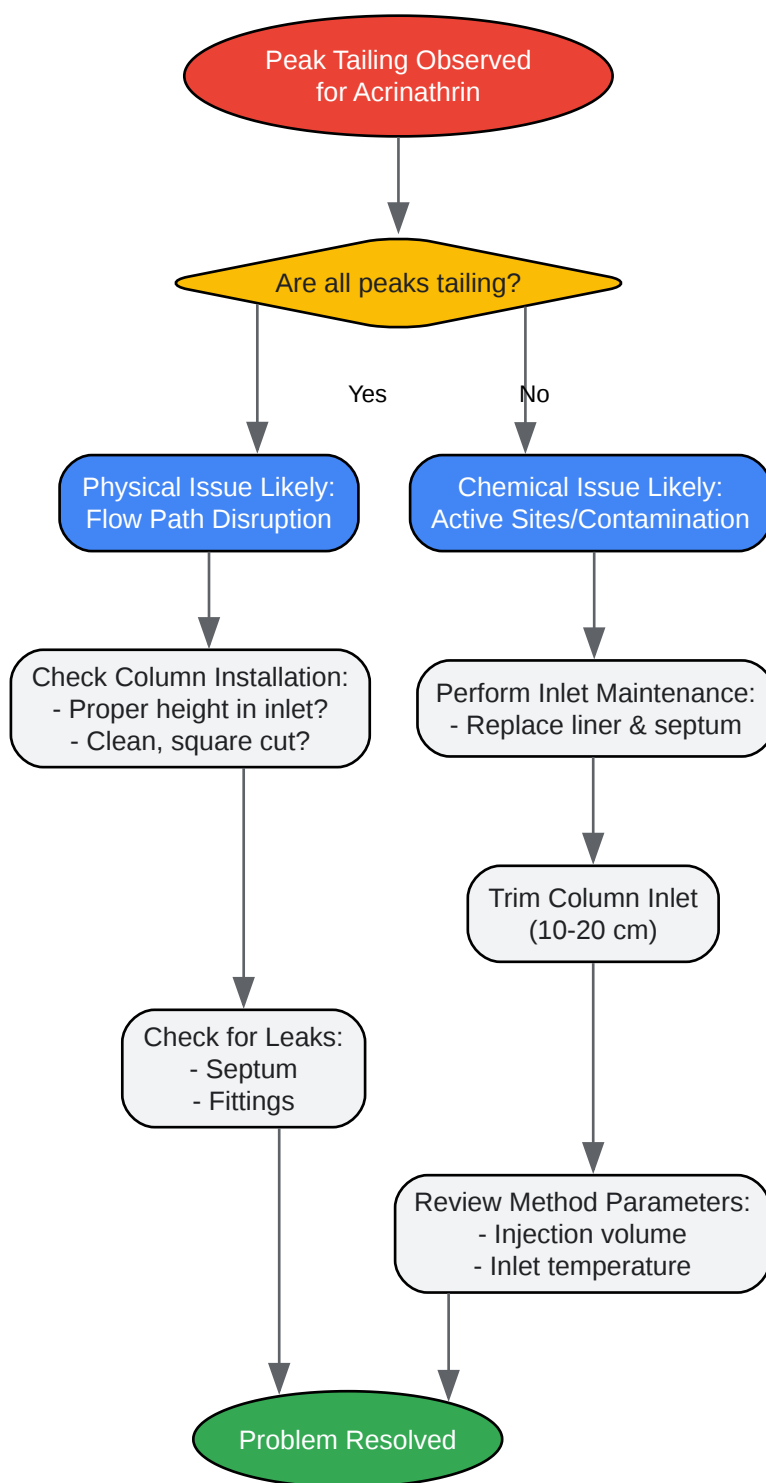 Peak Tailing Observed
for Acrinathrin
Are all peaks tailing?
Yes
No
Physical Issue Likely:
Flow Path Disruption
Chemical Issue Likely:
Active Sites/Contamination
Check Column Installation:
- Proper height in inlet?
- Clean, square cut?
Perform Inlet Maintenance:
- Replace liner & septum
Trim Column Inlet
(10-20 cm)
Check for Leaks:
- Septum
- Fittings
Review Method Parameters:
- Injection volume
- Inlet temperature
Problem Resolved